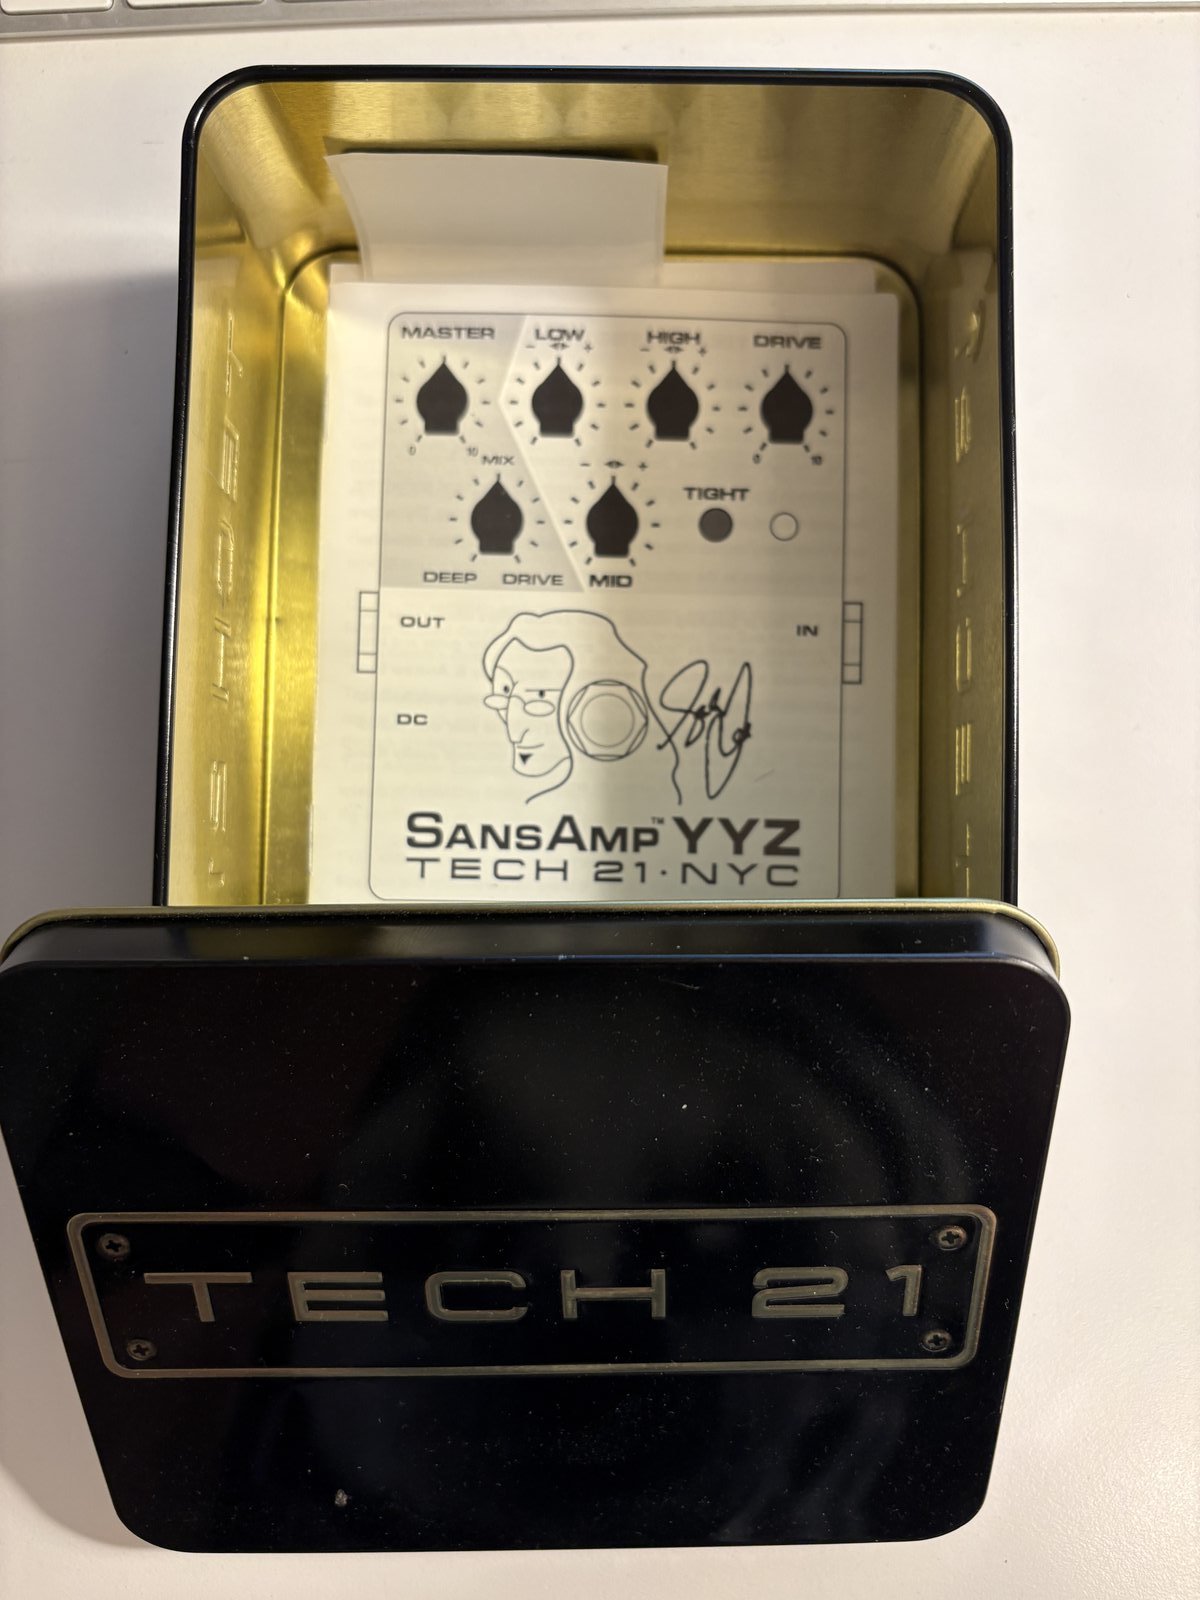 MASTER LOW HIGH DRIVE
- +
- +
0 10
0 10
MIX
- +
TIGHT
DEEP DRIVE MID
OUT IN
DC
SANSAMP™ YYZ
TECH 21·NYC
TECH 21